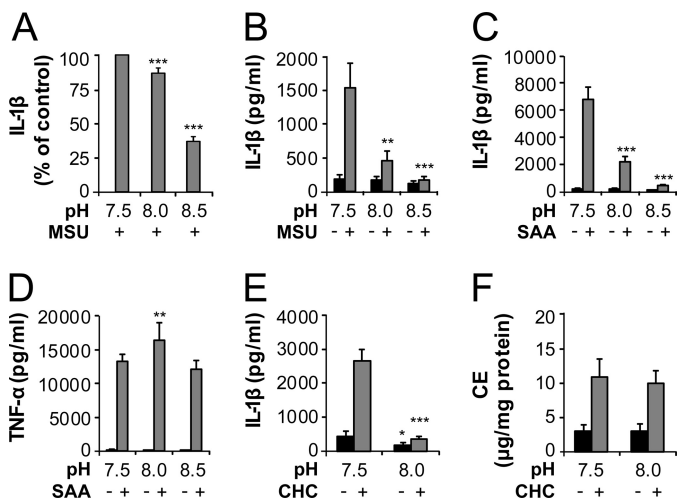 A
IL-1β
(% of control)
100
75
50
25
0
***
***
pH 7.5 8.0 8.5
MSU + + +
B
IL-1β (pg/ml)
2000
1500
1000
500
0
**
***
pH 7.5 8.0 8.5
MSU - + - + - +
C
IL-1β (pg/ml)
10000
8000
6000
4000
2000
0
***
***
pH 7.5 8.0 8.5
SAA - + - + - +
D
TNF-α (pg/ml)
20000
15000
10000
5000
0
**
pH 7.5 8.0 8.5
SAA - + - + - +
E
IL-1β (pg/ml)
4000
3000
2000
1000
0
* ***
pH 7.5 8.0
CHC - + - +
F
CE
(µg/mg protein)
20
15
10
5
0
pH 7.5 8.0
CHC - + - +